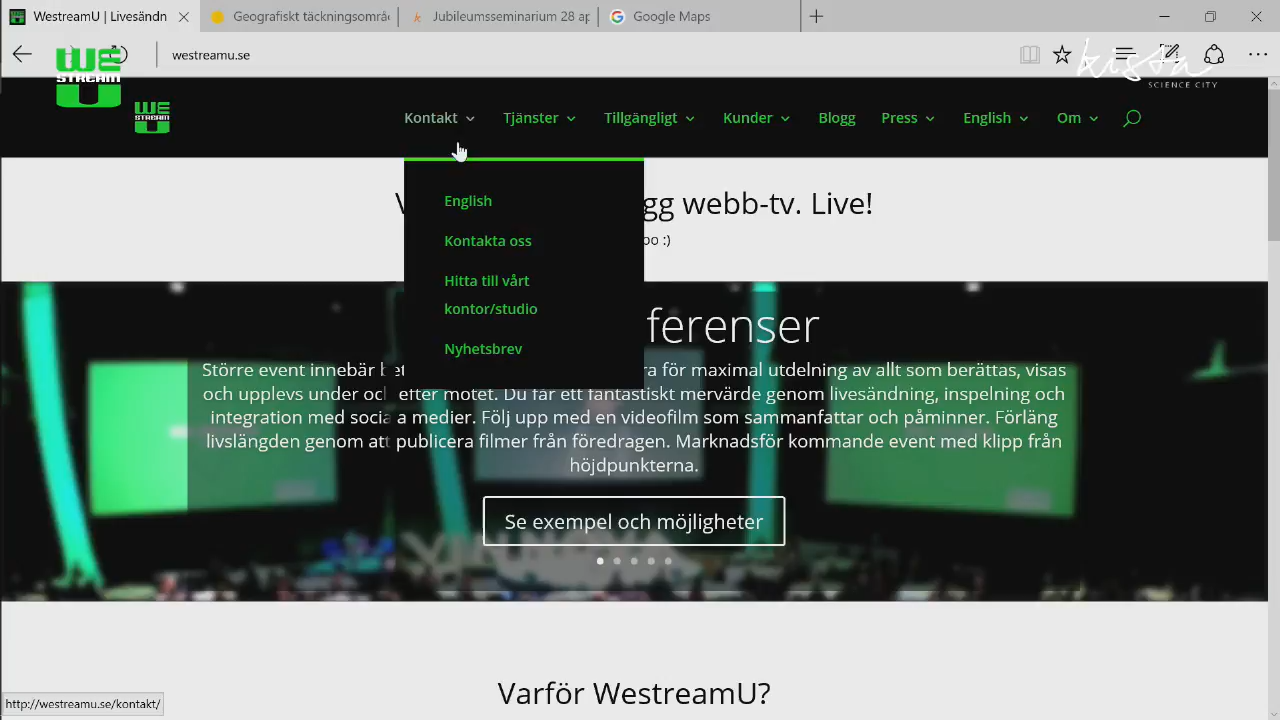 WestreamU | Livesändn
Geografiskt täckningsområ
Jubileumsseminarium 28 ap
Google Maps
westreamu.se
WE
STREAM
U
kista
SCIENCE CITY
WE
STREAM
U
Kontakt
Tjänster
Tillgängligt
Kunder
Blogg
Press
English
Om
gg webb-tv. Live!
English
Kontakta oss
Hitta till vårt
kontor/studio
Nyhetsbrev
:)
ferenser
Större event innebär
ra för maximal utdelning av allt som berättas, visas
och upplevs under och efter motet. Du får ett fantastiskt mervärde genom livesändning, inspelning och
integration med socia a medier. Följ upp med en videofilm som sammanfattar och påminner. Förläng
livslängden genom att publicera filmer från föredragen. Marknadsför kommande event med klipp från
höjdpunkterna.
Se exempel och möjligheter
Varför WestreamU?
http://westreamu.se/kontakt/